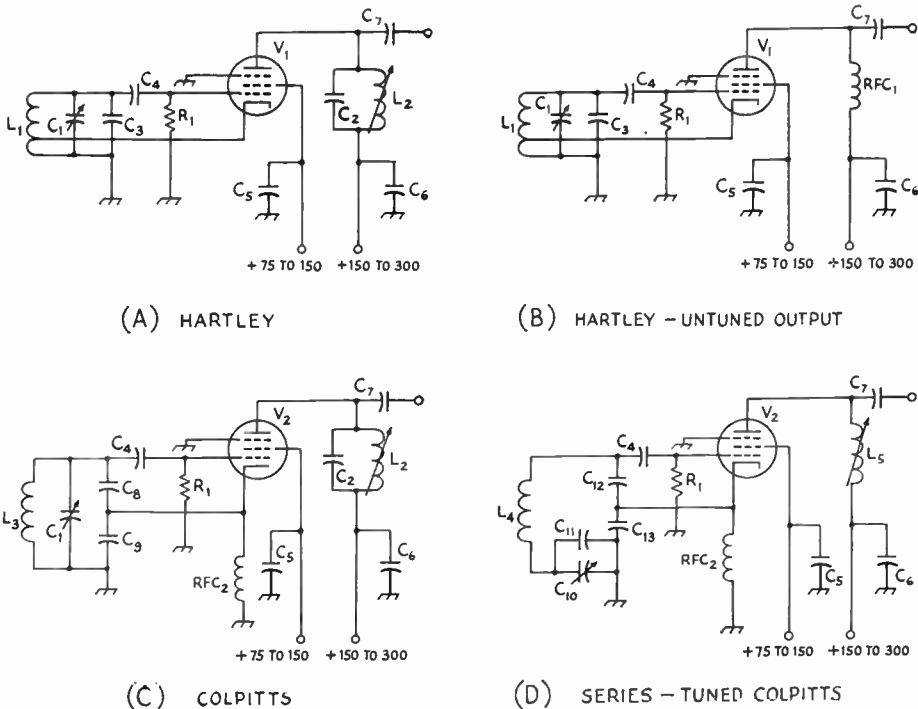 C7
V1
C4
L1
C1
C3
R1
C2
L2
C5
C6
+75 TO 150
+150 TO 300
(A) HARTLEY
C7
V1
C4
RFC1
L1
C1
C3
R1
C5
C6
+75 TO 150
÷150 TO 300
(B) HARTLEY – UNTUNED OUTPUT
C7
V2
C4
L2
C2
C8
R1
L3
C1
C9
C5
C6
RFC2
+75 TO 150
+150 TO 300
(C) COLPITTS
C7
V2
C4
L5
C12
R1
L4
C11
C13
C10
RFC2
C5
C6
+75 TO 150
+150 TO 300
(D) SERIES – TUNED COLPITTS